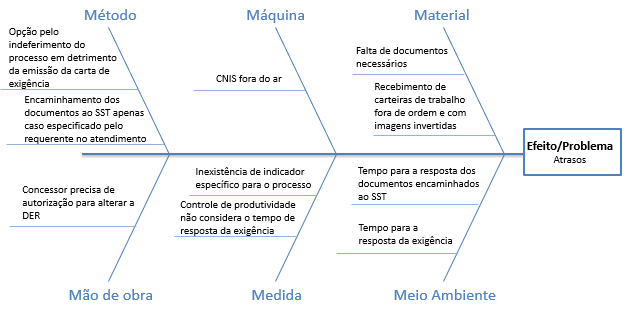 Método
Máquina
Material
Opção pelo
indeferimento do
processo em detrimento
da emissão da carta de
exigência
Encaminhamento dos
documentos ao SST apenas
caso especificado pelo
requerente no atendimento
CNIS fora do ar
Falta de documentos
necessários
Recebimento de
carteiras de trabalho
fora de ordem e com
imagens invertidas
Efeito/Problema
Atrasos
Concessor precisa de
autorização para alterar a
DER
Inexistência de indicador
específico para o processo
Controle de produtividade
não considera o tempo de
resposta da exigência
Tempo para a resposta dos
documentos encaminhados
ao SST
Tempo para a
resposta da exigência
Mão de obra
Medida
Meio Ambiente